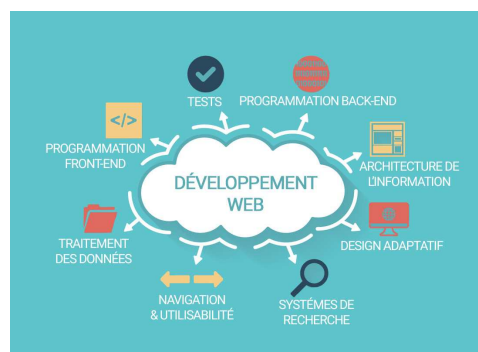 TESTS
PROGRAMMATION BACK-END
</>
PROGRAMMATION
FRONT-END
ARCHITECTURE DE
L'INFORMATION
DÉVELOPPEMENT
WEB
TRAITEMENT
DES DONNÉES
DESIGN ADAPTATIF
NAVIGATION
& UTILISABILITÉ
SYSTÉMES DE
RECHERCHE